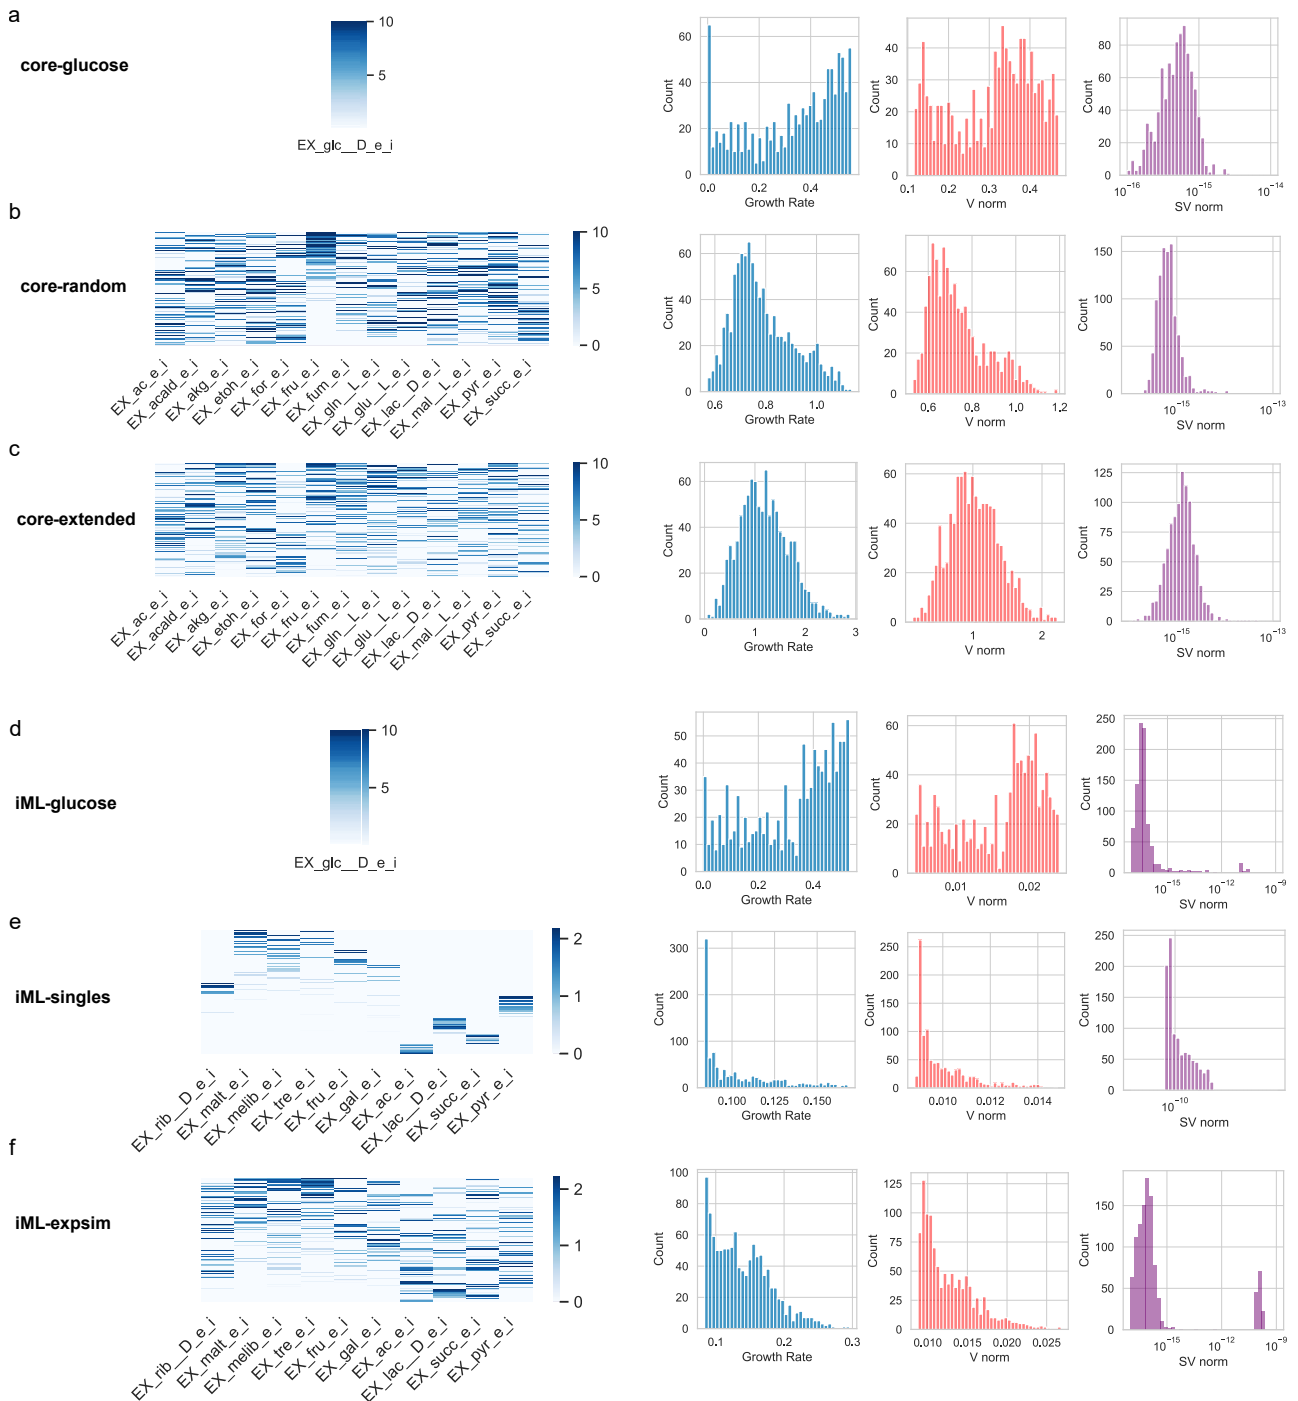 a
core-glucose
10
5
EX_glc__D_e_i
Count
60
40
20
0
0.0
0.2
0.4
Growth Rate
Count
40
30
20
10
0
0.1
0.2
0.3
0.4
V norm
Count
80
60
40
20
0
10⁻¹⁶
10⁻¹⁵
10⁻¹⁴
SV norm
b
core-random
10
5
0
EX_ac_e_i
EX_acald_e_i
EX_akg_e_i
EX_etoh_e_i
EX_for_e_i
EX_fru_e_i
EX_fum_e_i
EX_gln_L_e_i
EX_glu_L_e_i
EX_lac_D_e_i
EX_mal_L_e_i
EX_pyr_e_i
EX_succ_e_i
Count
60
40
20
0
0.6
0.8
1.0
Growth Rate
Count
60
40
20
0
0.6
0.8
1.0
1.2
V norm
Count
150
100
50
0
10⁻¹⁵
10⁻¹³
SV norm
c
core-extended
10
5
0
EX_ac_e_i
EX_acald_e_i
EX_akg_e_i
EX_etoh_e_i
EX_for_e_i
EX_fru_e_i
EX_fum_e_i
EX_gln_L_e_i
EX_glu_L_e_i
EX_lac__D_e_i
EX_mal_L_e_i
EX_pyr_e_i
EX_succ_e_i
Count
60
40
20
0
0
1
2
3
Growth Rate
Count
60
40
20
0
1
2
V norm
Count
125
100
75
50
25
0
10⁻¹⁵
10⁻¹³
SV norm
d
iML-glucose
10
5
EX_glc__D_e_i
Count
50
40
30
20
10
0
0.0
0.2
0.4
Growth Rate
Count
60
40
20
0
0.01
0.02
V norm
Count
250
200
150
100
50
0
10⁻¹⁵
10⁻¹²
10⁻⁹
SV norm
e
iML-singles
2
1
0
EX_rib__D_e_i
EX_malt_e_i
EX_melib_e_i
EX_tre_e_i
EX_fru_e_i
EX_gal_e_i
EX_ac_e_i
EX_lac__D_e_i
EX_succ_e_i
EX_pyr_e_i
Count
300
200
100
0
0.100
0.125
0.150
Growth Rate
Count
250
200
150
100
50
0
0.010
0.012
0.014
V norm
Count
250
200
150
100
50
0
10⁻¹⁰
SV norm
f
iML-expsim
2
1
0
EX_rib__D_e_i
EX_malt_e_i
EX_melib_e_i
EX_tre_e_i
EX_fru_e_i
EX_gal_e_i
EX_ac_e_i
EX_lac__D_e_i
EX_succ_e_i
EX_pyr_e_i
Count
100
80
60
40
20
0
0.1
0.2
0.3
Growth Rate
Count
125
100
75
50
25
0
0.010
0.015
0.020
0.025
V norm
Count
150
100
50
0
10⁻¹⁵
10⁻⁹
SV norm